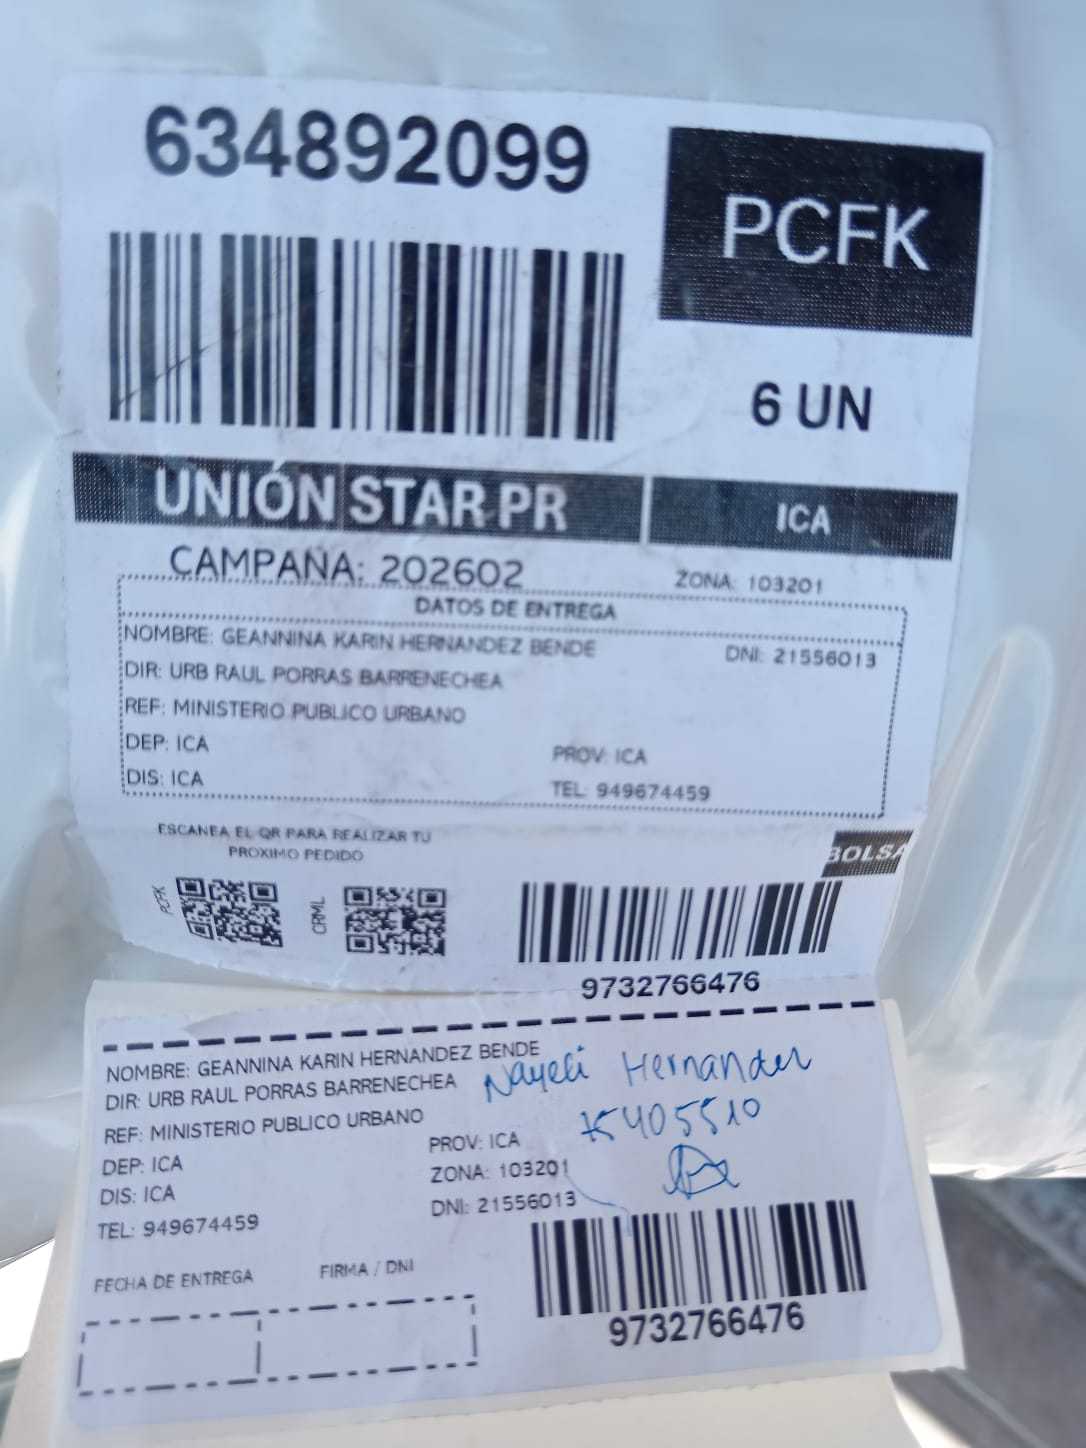 634892099
PCFK
6 UN
UNIÓN STAR PR
ICA
CAMPAÑA: 202602
ZONA: 103201
DATOS DE ENTREGA
NOMBRE: GEANNINA KARIN HERNANDEZ BENDE
DNI: 21556013
DIR: URB RAUL PORRAS BARRENECHEA
REF: MINISTERIO PUBLICO URBANO
DEP: ICA
PROV: ICA
DIS: ICA
TEL: 949674459
ESCANEA EL QR PARA REALIZAR TU
PROXIMO PEDIDO
BOLSA
PCFK
CRML
9732766476
NOMBRE: GEANNINA KARIN HERNANDEZ BENDE
DIR: URB RAUL PORRAS BARRENECHEA
Nayeli Hernandez
REF: MINISTERIO PUBLICO URBANO
DEP: ICA
PROV: ICA
DIS: ICA
ZONA: 103201
TEL: 949674459
DNI: 21556013
FECHA DE ENTREGA
FIRMA / DNI
9732766476